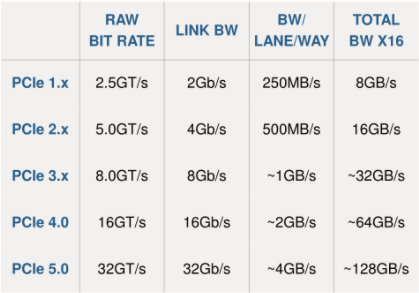 RAW BIT RATE LINK BW BW/LANE/WAY TOTAL BW X16
PCIe 1.x 2.5GT/s 2Gb/s 250MB/s 8GB/s
PCIe 2.x 5.0GT/s 4Gb/s 500MB/s 16GB/s
PCIe 3.x 8.0GT/s 8Gb/s ~1GB/s ~32GB/s
PCIe 4.0 16GT/s 16Gb/s ~2GB/s ~64GB/s
PCIe 5.0 32GT/s 32Gb/s ~4GB/s ~128GB/s